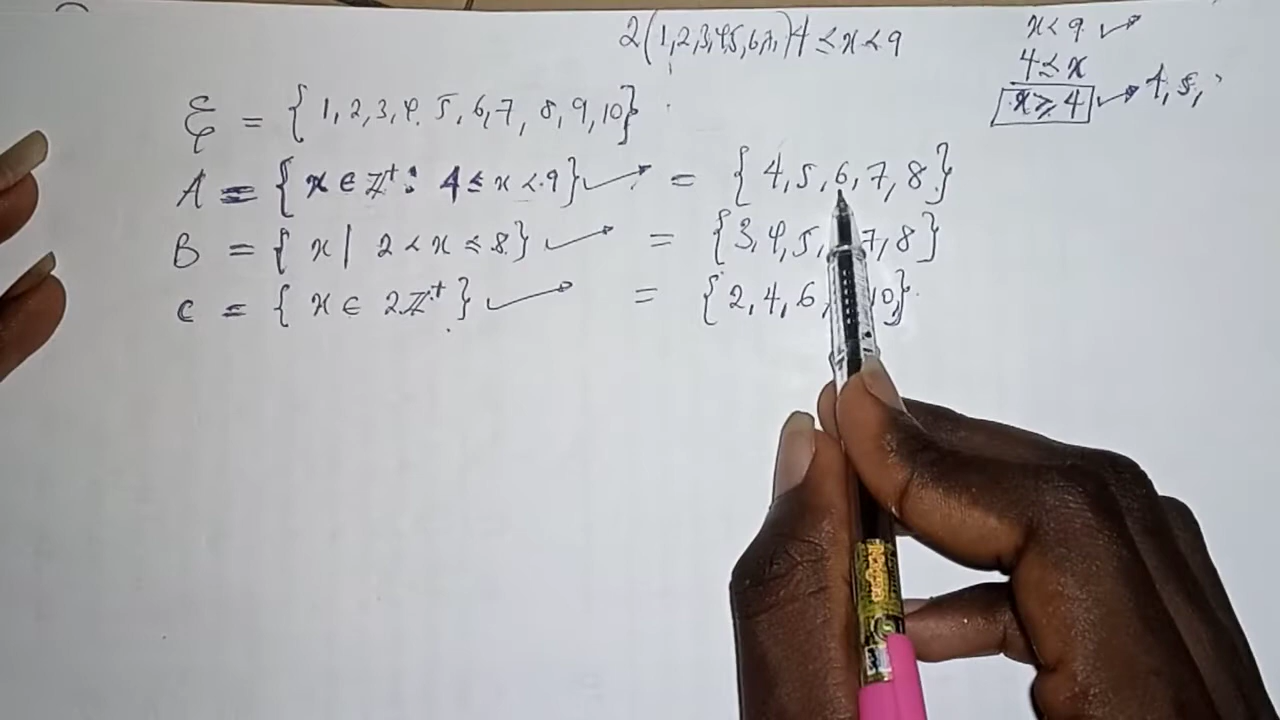 2(1,2,3,4,5,6,7,) 4 ≤ x < 9
x < 9
4 ≤ x
x ≥ 4 4, 5,
ξ = { 1, 2, 3, 4, 5, 6, 7, 8, 9, 10}
A = { x ∈ ℤ⁺ : 4 ≤ x < 9} = { 4, 5, 6, 7, 8 }
B = { x | 2 < x ≤ 8 } = { 3, 4, 5, 7, 8 }
C = { x ∈ 2ℤ⁺ } = { 2, 4, 6, 10}